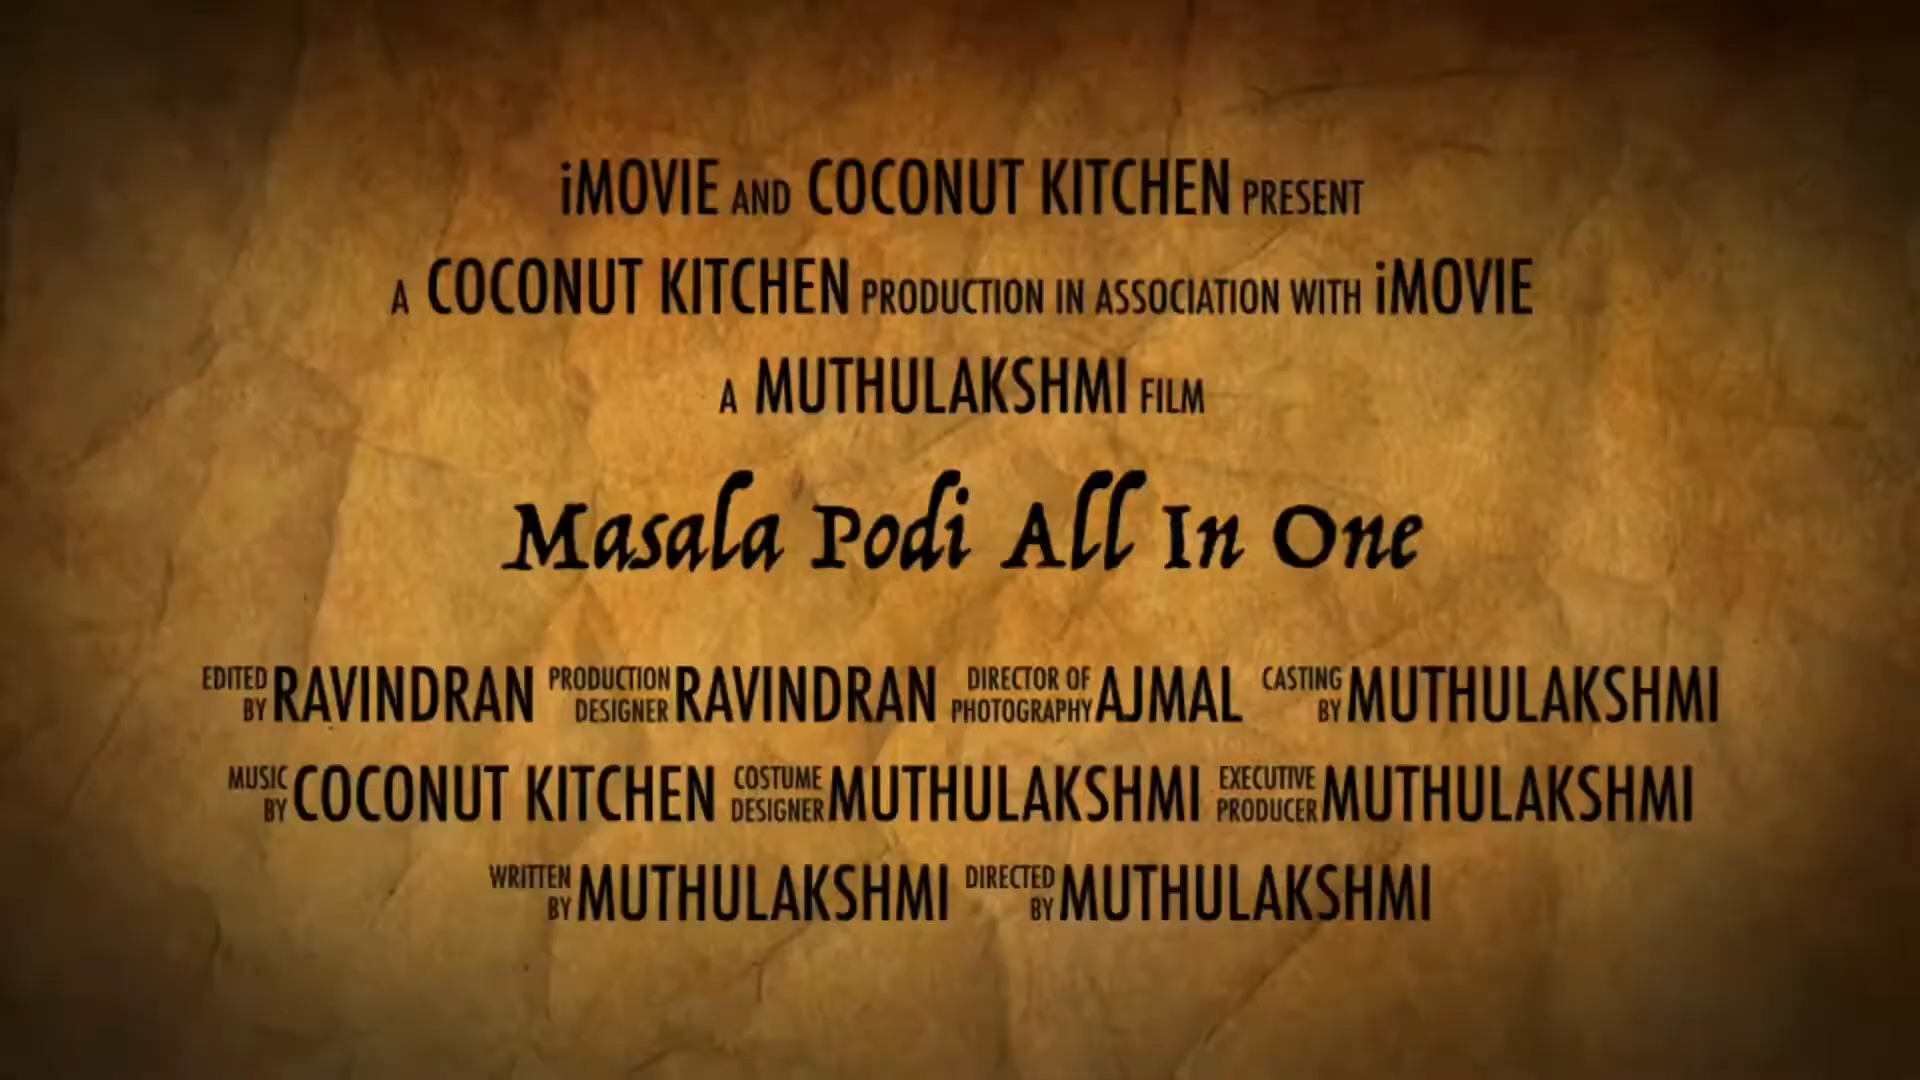 iMOVIE AND COCONUT KITCHEN PRESENT
A COCONUT KITCHEN PRODUCTION IN ASSOCIATION WITH iMOVIE
A MUTHULAKSHMI FILM
Masala Podi All In One
EDITED BY RAVINDRAN PRODUCTION DESIGNER RAVINDRAN DIRECTOR OF PHOTOGRAPHY AJMAL CASTING BY MUTHULAKSHMI
MUSIC BY COCONUT KITCHEN COSTUME DESIGNER MUTHULAKSHMI EXECUTIVE PRODUCER MUTHULAKSHMI
WRITTEN BY MUTHULAKSHMI DIRECTED BY MUTHULAKSHMI